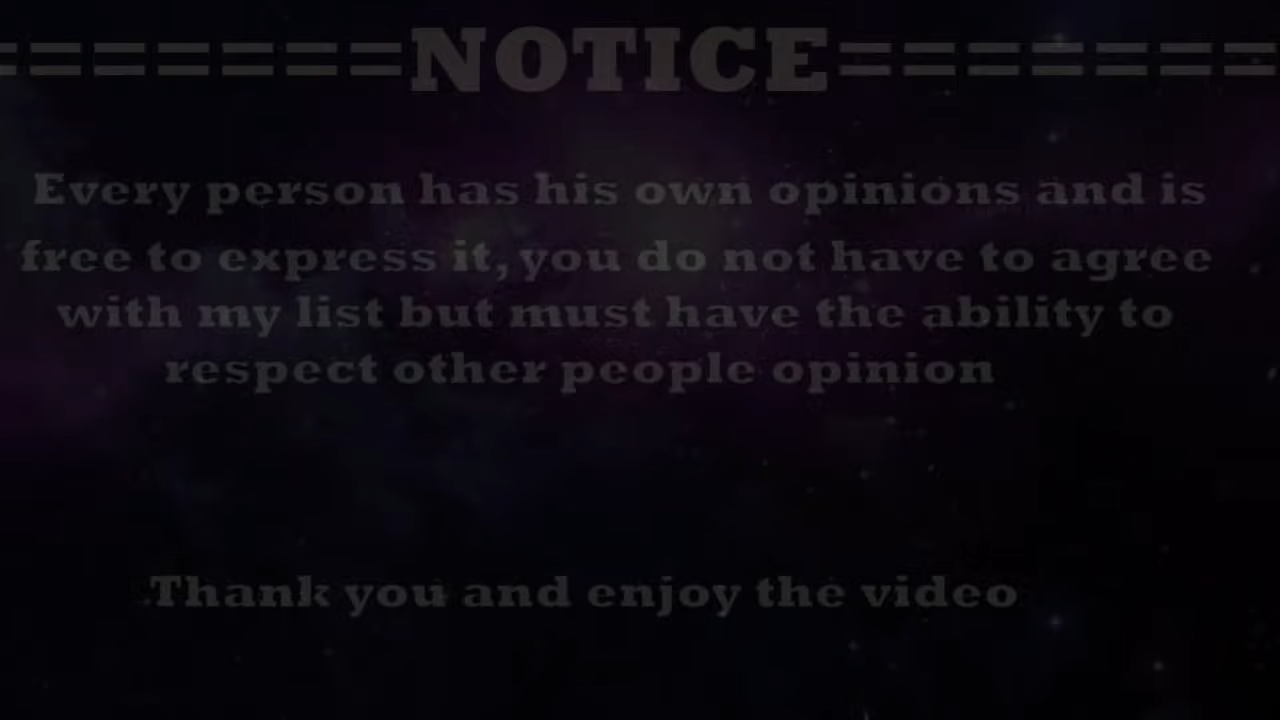 =======NOTICE=======
Every person has his own opinions and is
free to express it, you do not have to agree
with my list but must have the ability to
respect other people opinion
Thank you and enjoy the video